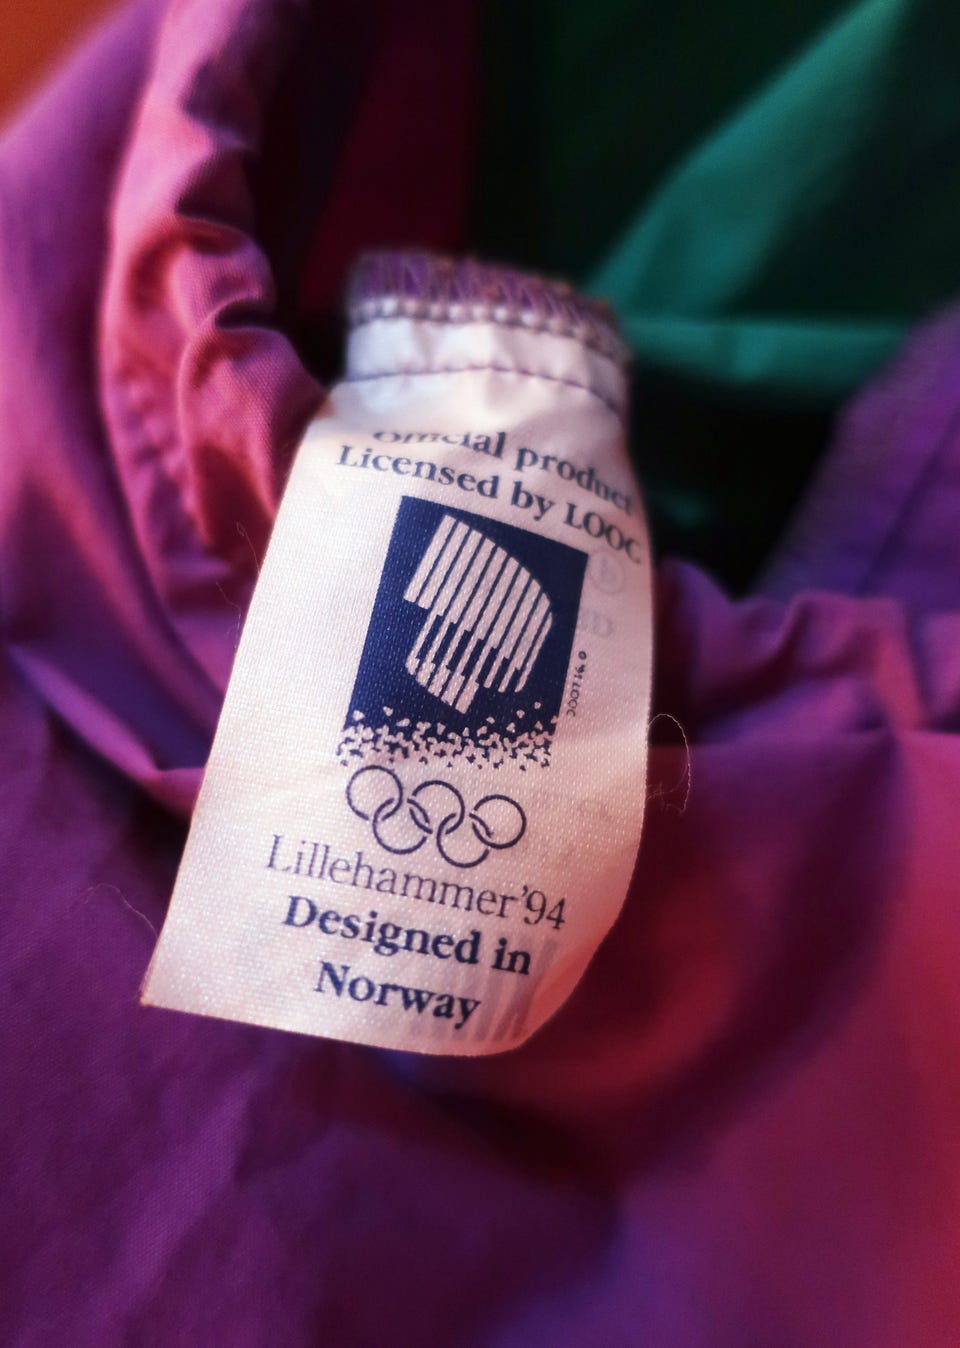 Official product
Licensed by LOOC
Lillehammer'94
Designed in
Norway